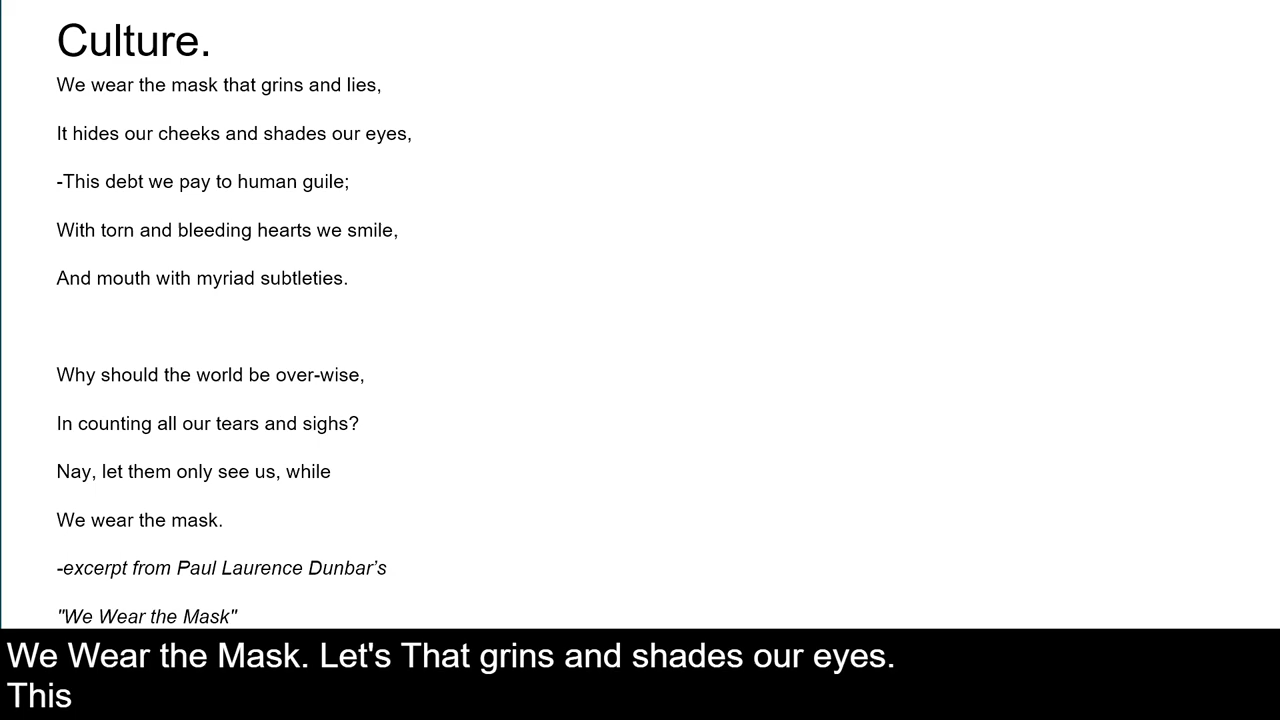 Culture.
We wear the mask that grins and lies,
It hides our cheeks and shades our eyes,
-This debt we pay to human guile;
With torn and bleeding hearts we smile,
And mouth with myriad subtleties.
Why should the world be over-wise,
In counting all our tears and sighs?
Nay, let them only see us, while
We wear the mask.
-excerpt from Paul Laurence Dunbar’s
"We Wear the Mask"
We Wear the Mask. Let's That grins and shades our eyes.
This